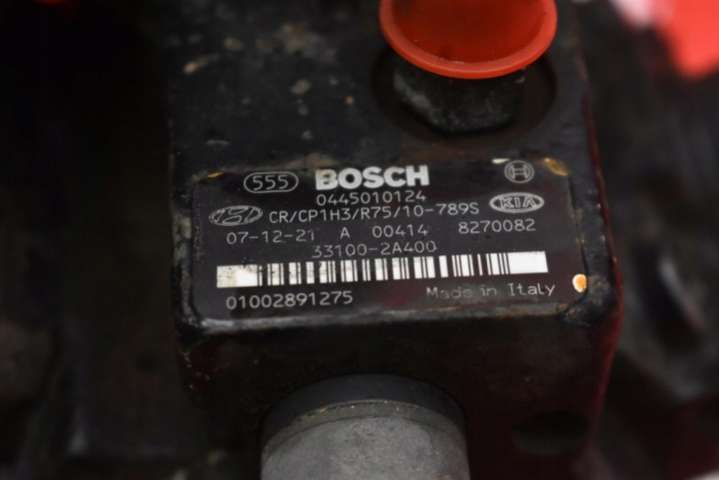 555 BOSCH
0445010124
CR/CP1H3/R75/10-789S KIA
07-12-21 A 00414 8270082
33100-2A400
01002891275 Made in Italy